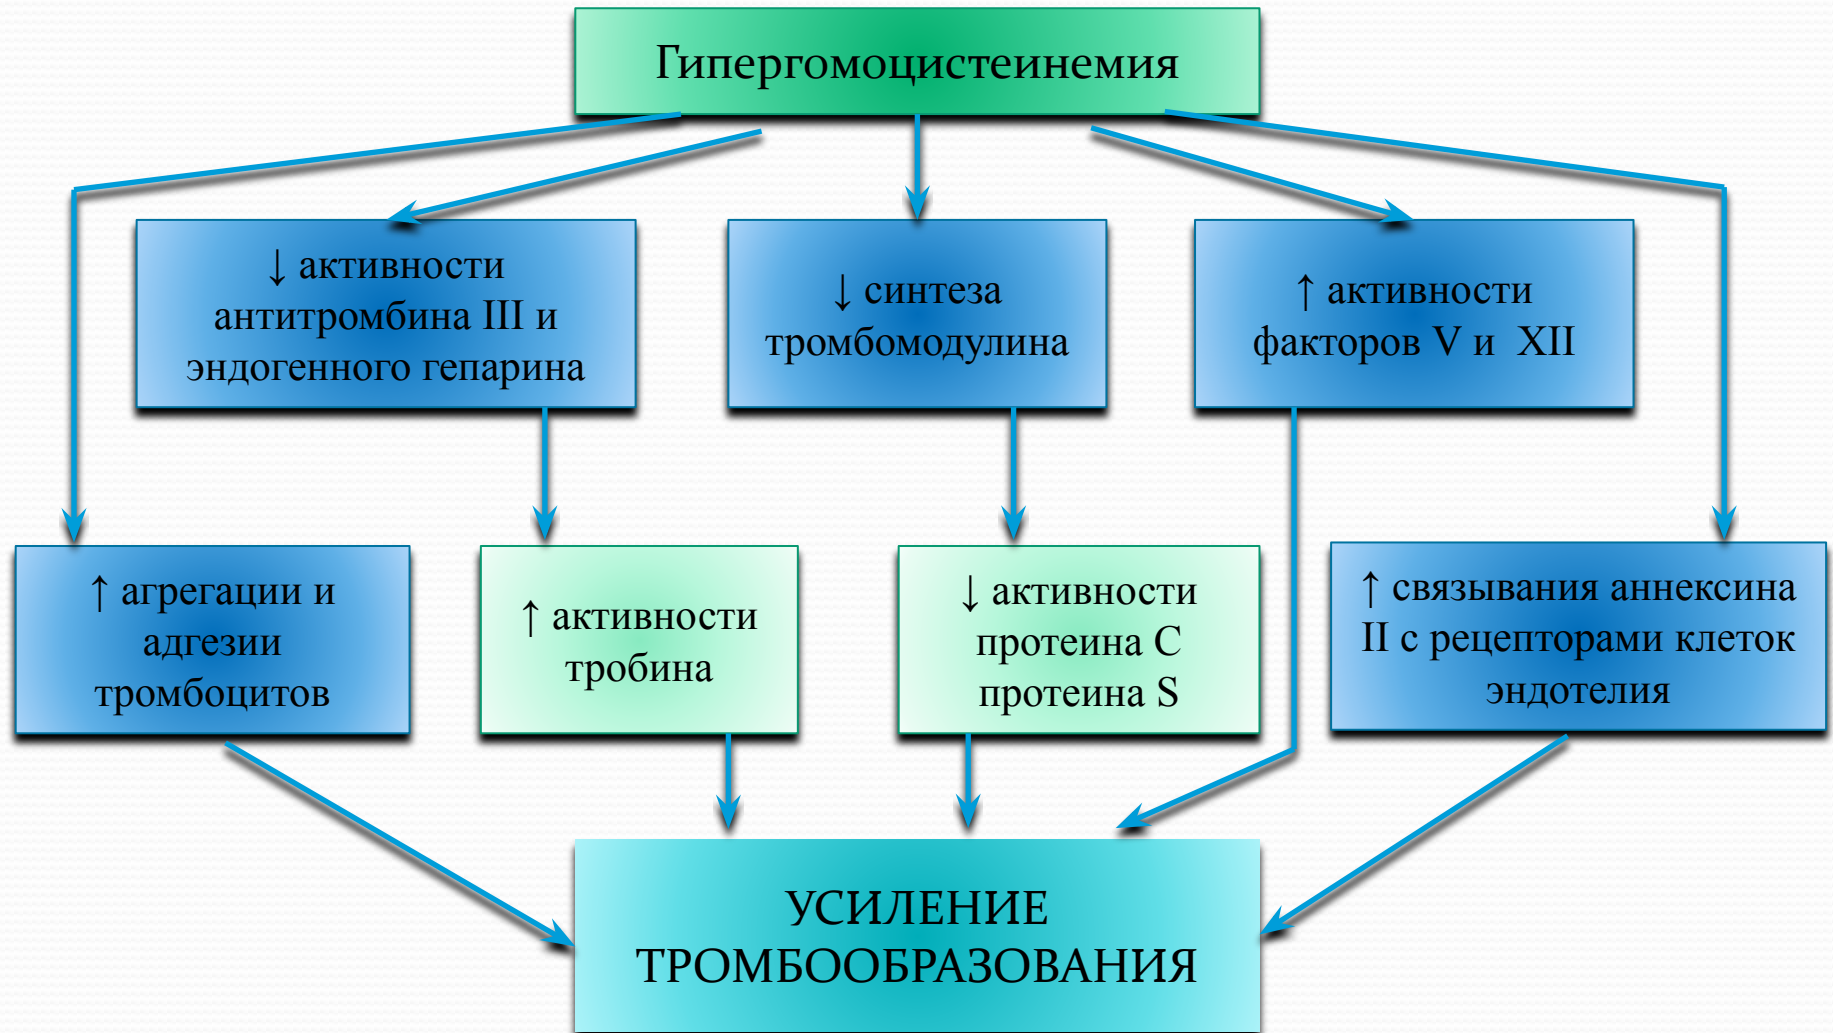 Гипергомоцистеинемия
↓ активности
антитромбина III и
эндогенного гепарина
↓ синтеза
тромбомодулина
↑ активности
факторов V и XII
↑ агрегации и
адгезии
тромбоцитов
↑ активности
тробина
↓ активности
протеина С
протеина S
↑ связывания аннексина
II с рецепторами клеток
эндотелия
УСИЛЕНИЕ
ТРОМБООБРАЗОВАНИЯ